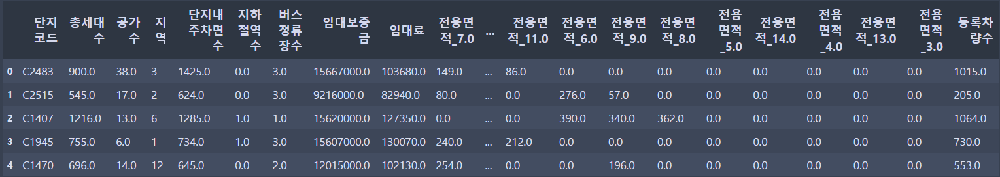 단지코드 총세대수 공가수 지역 단지내주차면수 지하철역수 버스정류장수 임대보증금 임대료 전용면적_7.0 ... 전용면적_11.0 전용면적_6.0 전용면적_9.0 전용면적_8.0 전용면적_5.0 전용면적_14.0 전용면적_4.0 전용면적_13.0 전용면적_3.0 등록차량수
0 C2483 900.0 38.0 3 1425.0 0.0 3.0 15667000.0 103680.0 149.0 ... 86.0 0.0 0.0 0.0 0.0 0.0 0.0 0.0 0.0 1015.0
1 C2515 545.0 17.0 2 624.0 0.0 3.0 9216000.0 82940.0 80.0 ... 0.0 276.0 57.0 0.0 0.0 0.0 0.0 0.0 0.0 205.0
2 C1407 1216.0 13.0 6 1285.0 1.0 1.0 15620000.0 127350.0 0.0 ... 0.0 390.0 340.0 362.0 0.0 0.0 0.0 0.0 0.0 1064.0
3 C1945 755.0 6.0 1 734.0 1.0 3.0 15607000.0 130070.0 240.0 ... 212.0 0.0 0.0 0.0 0.0 0.0 0.0 0.0 0.0 730.0
4 C1470 696.0 14.0 12 645.0 0.0 2.0 12015000.0 102130.0 254.0 ... 0.0 0.0 196.0 0.0 0.0 0.0 0.0 0.0 0.0 553.0